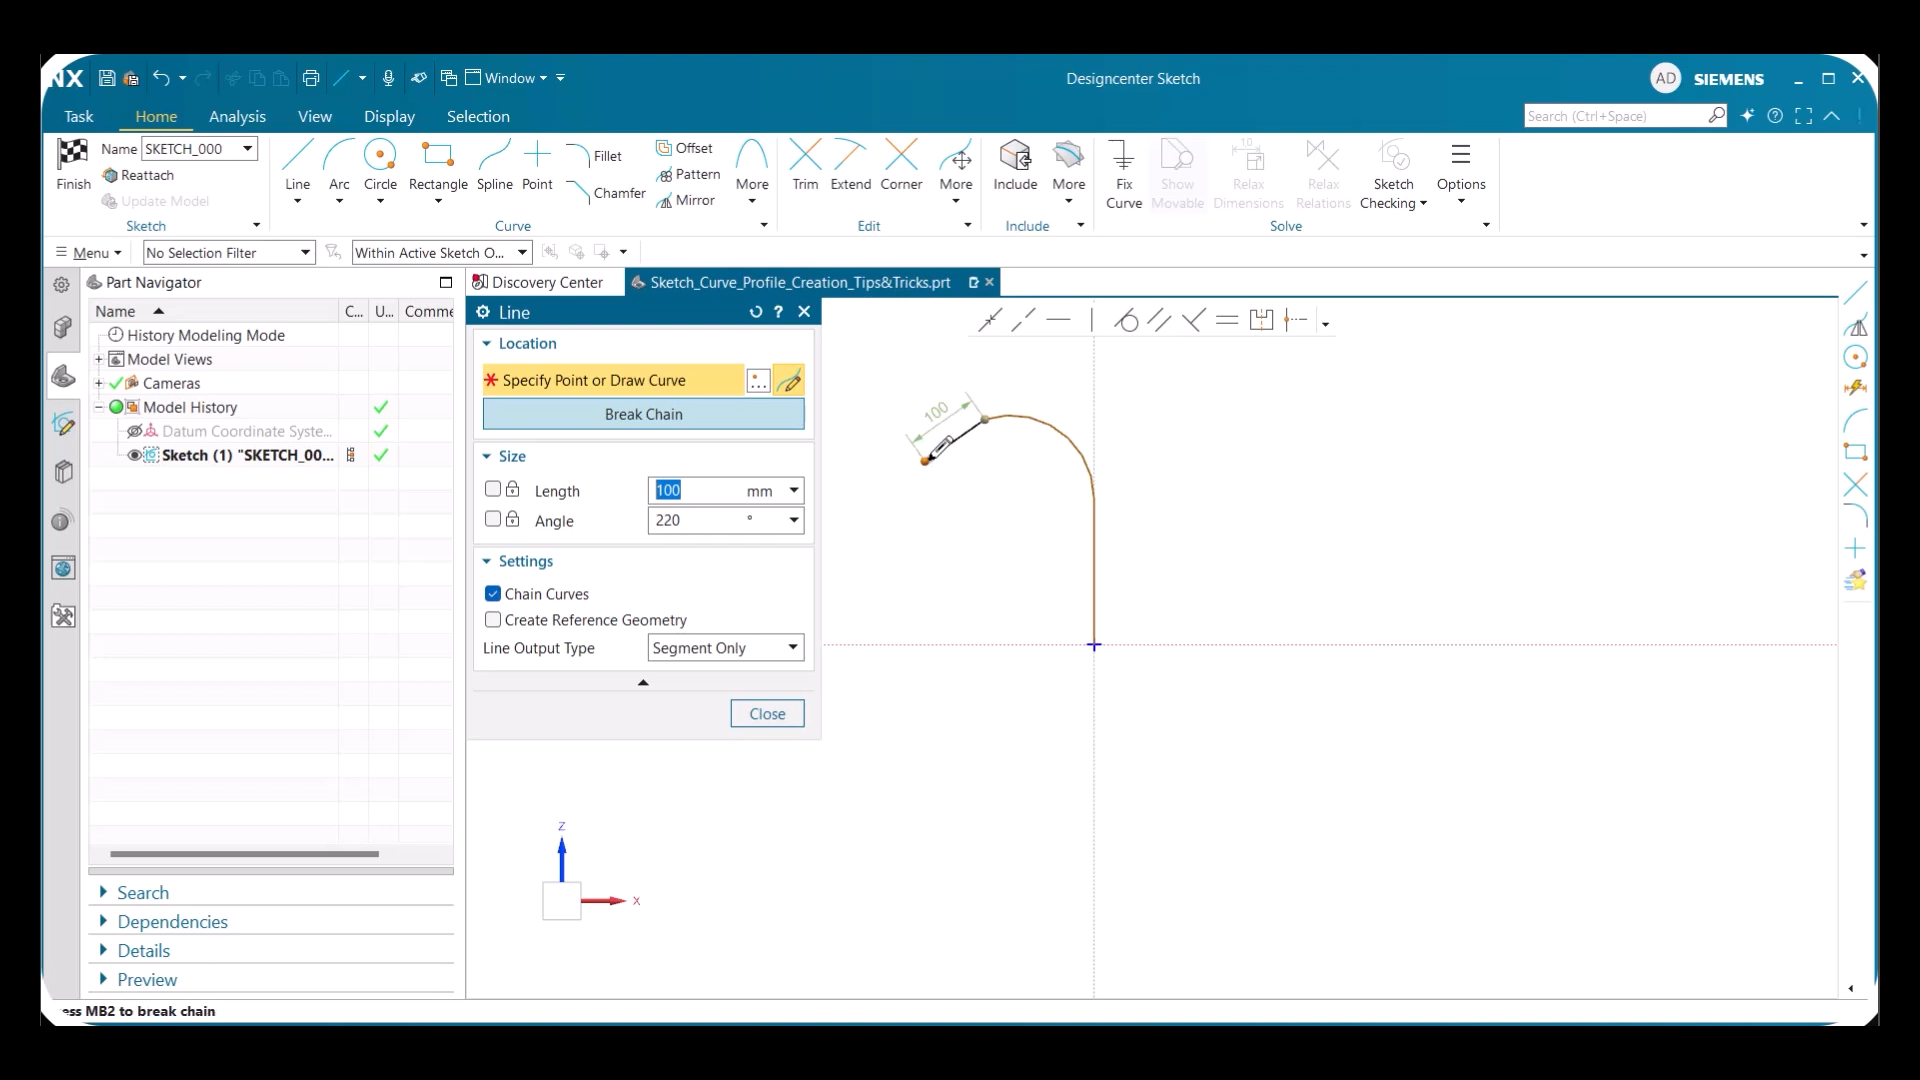 NX
Window
Designcenter Sketch
AD
SIEMENS
Task
Home
Analysis
View
Display
Selection
Search (Ctrl+Space)
Finish
Name
SKETCH_000
Reattach
Update Model
Sketch
Line
Arc
Circle
Rectangle
Spline
Point
Fillet
Chamfer
Offset
Pattern
Mirror
More
Curve
Trim
Extend
Corner
More
Edit
Include
More
Include
Fix
Curve
Show
Movable
Relax
Dimensions
Relax
Relations
Sketch
Checking
Options
Solve
Menu
No Selection Filter
Within Active Sketch O...
Part Navigator
Name
C...
U...
Comme
History Modeling Mode
Model Views
Cameras
Model History
Datum Coordinate Syste...
Sketch (1) "SKETCH_00...
Search
Dependencies
Details
Preview
Discovery Center
Sketch_Curve_Profile_Creation_Tips&Tricks.prt
Line
Location
* Specify Point or Draw Curve
Break Chain
Size
Length
100
mm
Angle
220
°
Settings
Chain Curves
Create Reference Geometry
Line Output Type
Segment Only
Close
100
Z
X
ess MB2 to break chain